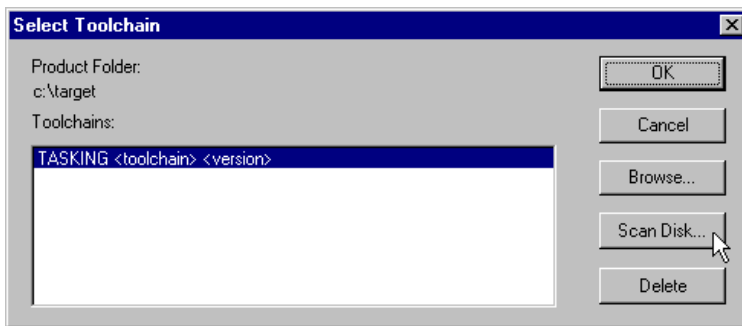 Select Toolchain
Product Folder:
c:\target
Toolchains:
TASKING <toolchain> <version>
OK
Cancel
Browse...
Scan Disk...
Delete